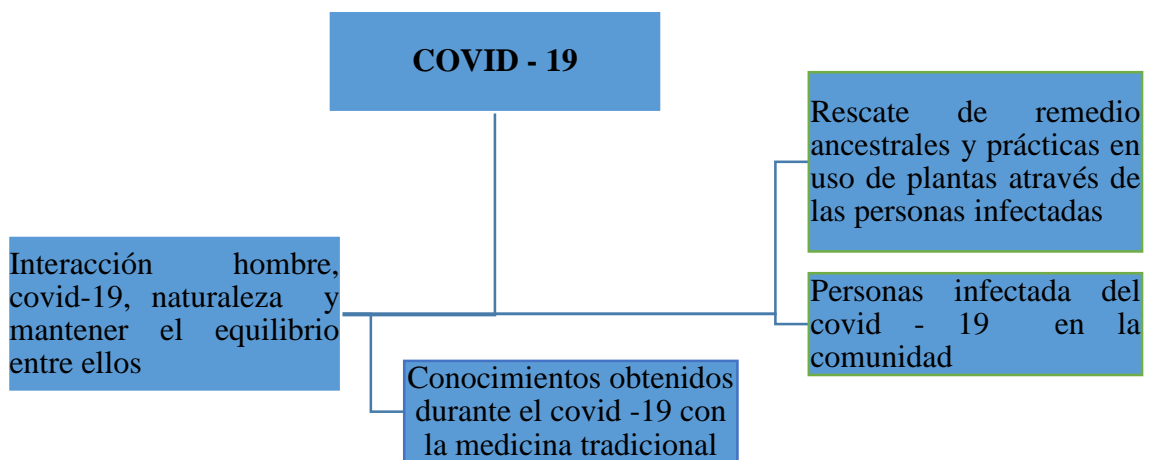 COVID - 19
Rescate de remedio
ancestrales y prácticas en
uso de plantas através de
las personas infectadas
Interacción hombre,
covid-19, naturaleza y
mantener el equilibrio
entre ellos
Personas infectada del
covid - 19 en la
comunidad
Conocimientos obtenidos
durante el covid -19 con
la medicina tradicional